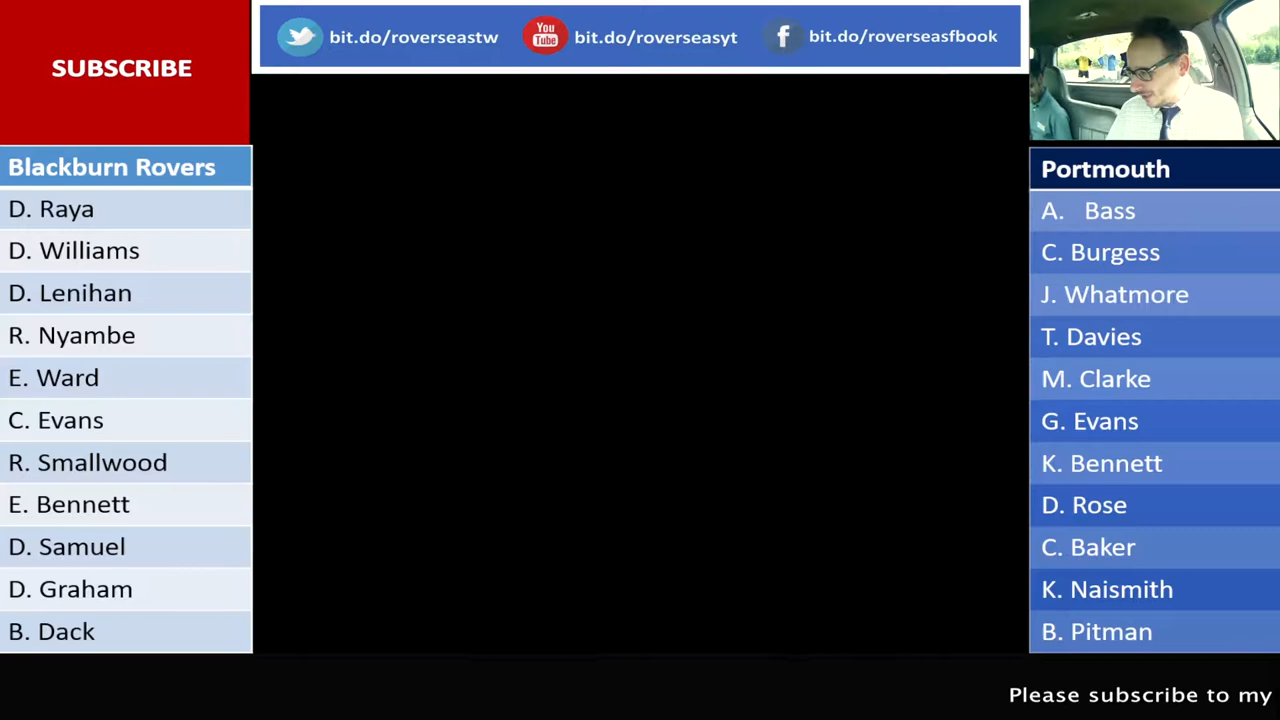 SUBSCRIBE
bit.do/roverseastw
You
Tube
bit.do/roverseasyt
f
bit.do/roverseasfbook
Blackburn Rovers
D. Raya
D. Williams
D. Lenihan
R. Nyambe
E. Ward
C. Evans
R. Smallwood
E. Bennett
D. Samuel
D. Graham
B. Dack
Portmouth
A. Bass
C. Burgess
J. Whatmore
T. Davies
M. Clarke
G. Evans
K. Bennett
D. Rose
C. Baker
K. Naismith
B. Pitman
Please subscribe to my